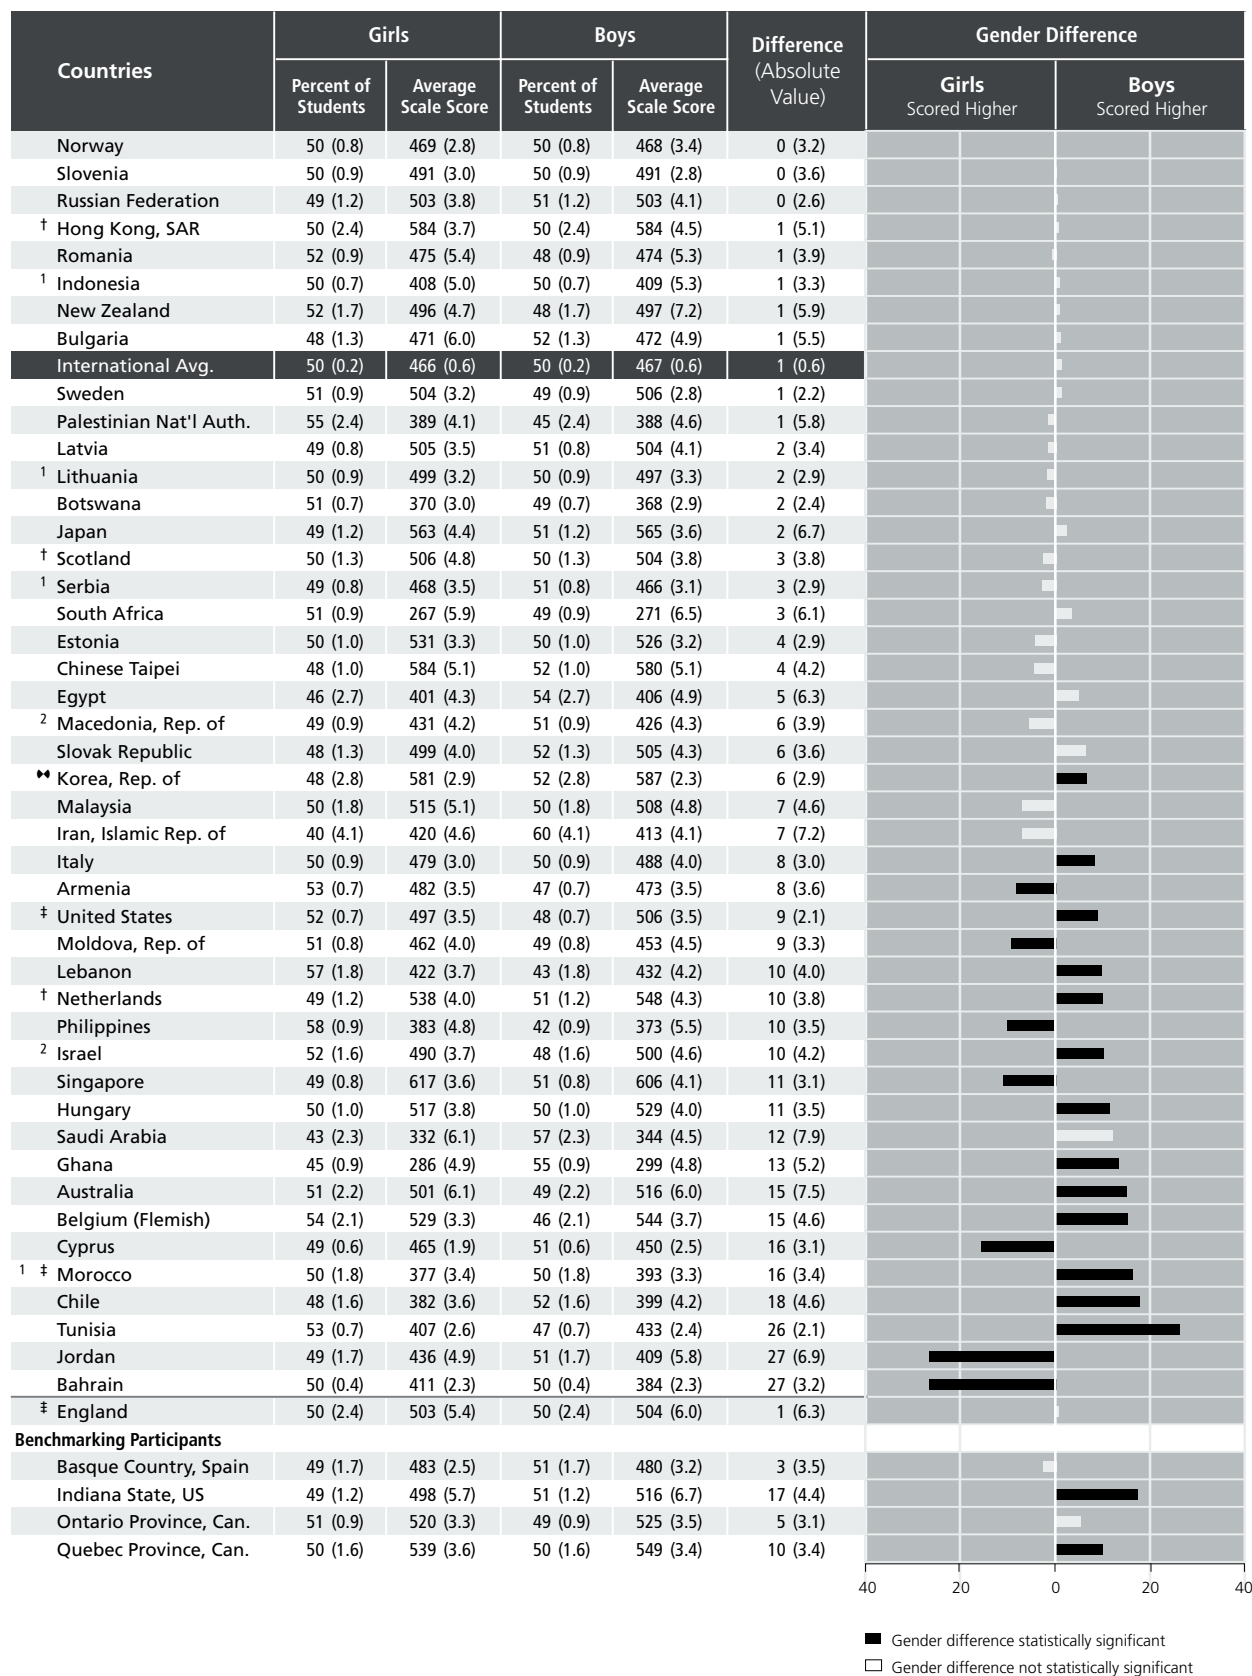 Countries Girls Boys Difference (Absolute Value) Gender Difference
Percent of Students Average Scale Score Percent of Students Average Scale Score Girls Scored Higher Boys Scored Higher
Norway 50 (0.8) 469 (2.8) 50 (0.8) 468 (3.4) 0 (3.2)
Slovenia 50 (0.9) 491 (3.0) 50 (0.9) 491 (2.8) 0 (3.6)
Russian Federation 49 (1.2) 503 (3.8) 51 (1.2) 503 (4.1) 0 (2.6)
† Hong Kong, SAR 50 (2.4) 584 (3.7) 50 (2.4) 584 (4.5) 1 (5.1)
Romania 52 (0.9) 475 (5.4) 48 (0.9) 474 (5.3) 1 (3.9)
1 Indonesia 50 (0.7) 408 (5.0) 50 (0.7) 409 (5.3) 1 (3.3)
New Zealand 52 (1.7) 496 (4.7) 48 (1.7) 497 (7.2) 1 (5.9)
Bulgaria 48 (1.3) 471 (6.0) 52 (1.3) 472 (4.9) 1 (5.5)
International Avg. 50 (0.2) 466 (0.6) 50 (0.2) 467 (0.6) 1 (0.6)
Sweden 51 (0.9) 504 (3.2) 49 (0.9) 506 (2.8) 1 (2.2)
Palestinian Nat'l Auth. 55 (2.4) 389 (4.1) 45 (2.4) 388 (4.6) 1 (5.8)
Latvia 49 (0.8) 505 (3.5) 51 (0.8) 504 (4.1) 2 (3.4)
1 Lithuania 50 (0.9) 499 (3.2) 50 (0.9) 497 (3.3) 2 (2.9)
Botswana 51 (0.7) 370 (3.0) 49 (0.7) 368 (2.9) 2 (2.4)
Japan 49 (1.2) 563 (4.4) 51 (1.2) 565 (3.6) 2 (6.7)
† Scotland 50 (1.3) 506 (4.8) 50 (1.3) 504 (3.8) 3 (3.8)
1 Serbia 49 (0.8) 468 (3.5) 51 (0.8) 466 (3.1) 3 (2.9)
South Africa 51 (0.9) 267 (5.9) 49 (0.9) 271 (6.5) 3 (6.1)
Estonia 50 (1.0) 531 (3.3) 50 (1.0) 526 (3.2) 4 (2.9)
Chinese Taipei 48 (1.0) 584 (5.1) 52 (1.0) 580 (5.1) 4 (4.2)
Egypt 46 (2.7) 401 (4.3) 54 (2.7) 406 (4.9) 5 (6.3)
2 Macedonia, Rep. of 49 (0.9) 431 (4.2) 51 (0.9) 426 (4.3) 6 (3.9)
Slovak Republic 48 (1.3) 499 (4.0) 52 (1.3) 505 (4.3) 6 (3.6)
Korea, Rep. of 48 (2.8) 581 (2.9) 52 (2.8) 587 (2.3) 6 (2.9)
Malaysia 50 (1.8) 515 (5.1) 50 (1.8) 508 (4.8) 7 (4.6)
Iran, Islamic Rep. of 40 (4.1) 420 (4.6) 60 (4.1) 413 (4.1) 7 (7.2)
Italy 50 (0.9) 479 (3.0) 50 (0.9) 488 (4.0) 8 (3.0)
Armenia 53 (0.7) 482 (3.5) 47 (0.7) 473 (3.5) 8 (3.6)
‡ United States 52 (0.7) 497 (3.5) 48 (0.7) 506 (3.5) 9 (2.1)
Moldova, Rep. of 51 (0.8) 462 (4.0) 49 (0.8) 453 (4.5) 9 (3.3)
Lebanon 57 (1.8) 422 (3.7) 43 (1.8) 432 (4.2) 10 (4.0)
† Netherlands 49 (1.2) 538 (4.0) 51 (1.2) 548 (4.3) 10 (3.8)
Philippines 58 (0.9) 383 (4.8) 42 (0.9) 373 (5.5) 10 (3.5)
2 Israel 52 (1.6) 490 (3.7) 48 (1.6) 500 (4.6) 10 (4.2)
Singapore 49 (0.8) 617 (3.6) 51 (0.8) 606 (4.1) 11 (3.1)
Hungary 50 (1.0) 517 (3.8) 50 (1.0) 529 (4.0) 11 (3.5)
Saudi Arabia 43 (2.3) 332 (6.1) 57 (2.3) 344 (4.5) 12 (7.9)
Ghana 45 (0.9) 286 (4.9) 55 (0.9) 299 (4.8) 13 (5.2)
Australia 51 (2.2) 501 (6.1) 49 (2.2) 516 (6.0) 15 (7.5)
Belgium (Flemish) 54 (2.1) 529 (3.3) 46 (2.1) 544 (3.7) 15 (4.6)
Cyprus 49 (0.6) 465 (1.9) 51 (0.6) 450 (2.5) 16 (3.1)
1 ‡ Morocco 50 (1.8) 377 (3.4) 50 (1.8) 393 (3.3) 16 (3.4)
Chile 48 (1.6) 382 (3.6) 52 (1.6) 399 (4.2) 18 (4.6)
Tunisia 53 (0.7) 407 (2.6) 47 (0.7) 433 (2.4) 26 (2.1)
Jordan 49 (1.7) 436 (4.9) 51 (1.7) 409 (5.8) 27 (6.9)
Bahrain 50 (0.4) 411 (2.3) 50 (0.4) 384 (2.3) 27 (3.2)
‡ England 50 (2.4) 503 (5.4) 50 (2.4) 504 (6.0) 1 (6.3)
Benchmarking Participants
Basque Country, Spain 49 (1.7) 483 (2.5) 51 (1.7) 480 (3.2) 3 (3.5)
Indiana State, US 49 (1.2) 498 (5.7) 51 (1.2) 516 (6.7) 17 (4.4)
Ontario Province, Can. 51 (0.9) 520 (3.3) 49 (0.9) 525 (3.5) 5 (3.1)
Quebec Province, Can. 50 (1.6) 539 (3.6) 50 (1.6) 549 (3.4) 10 (3.4)
40 20 0 20 40
Gender difference statistically significant
Gender difference not statistically significant